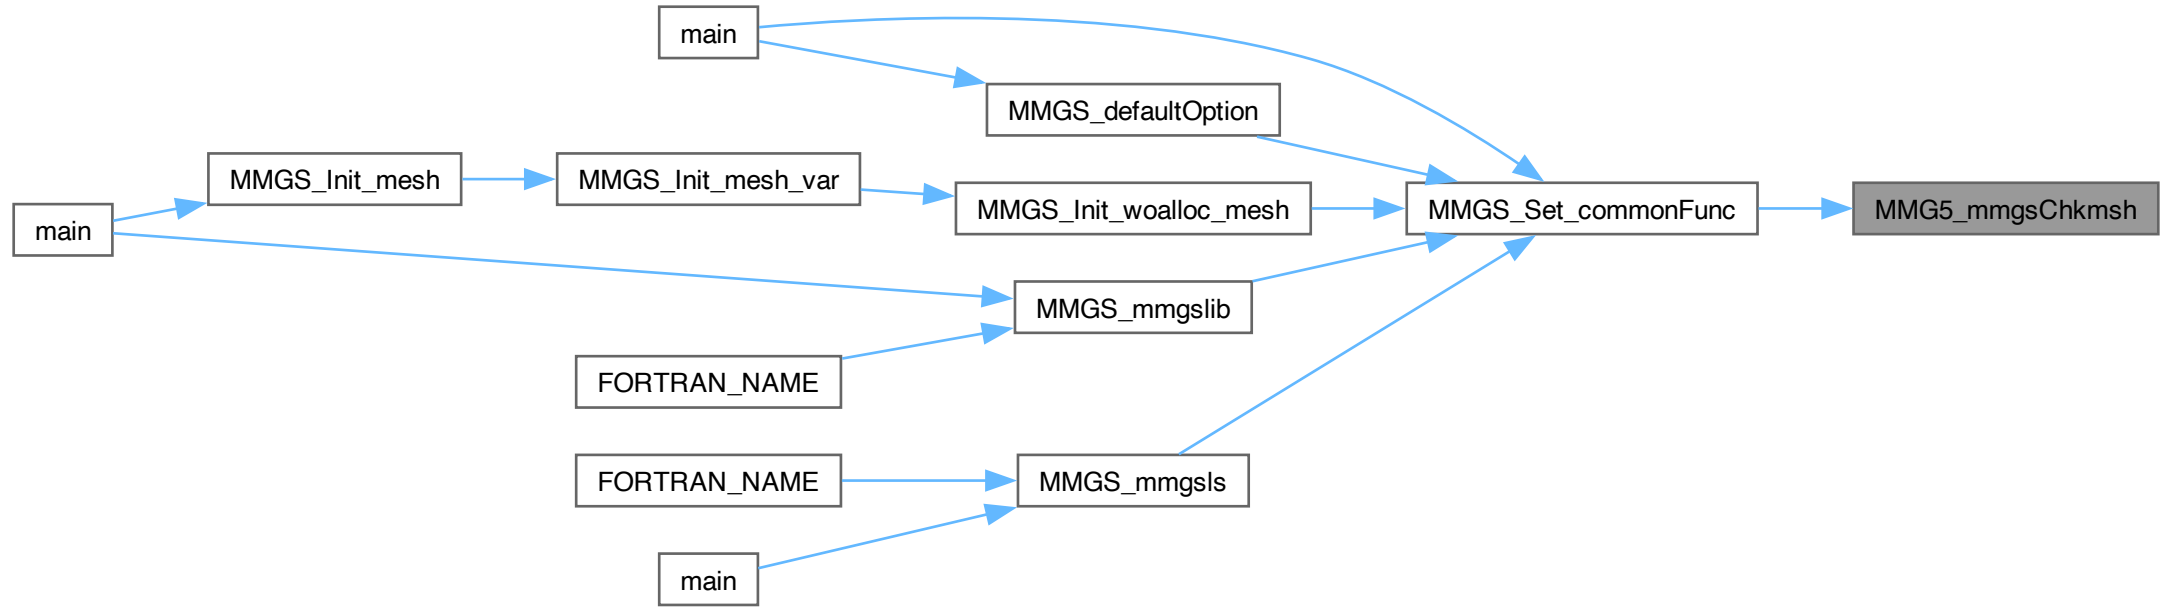 main
MMGS_defaultOption
MMGS_Init_mesh
MMGS_Init_mesh_var
MMGS_Init_woalloc_mesh
MMGS_Set_commonFunc
MMG5_mmgsChkmsh
main
MMGS_mmgslib
FORTRAN_NAME
FORTRAN_NAME
MMGS_mmgsls
main